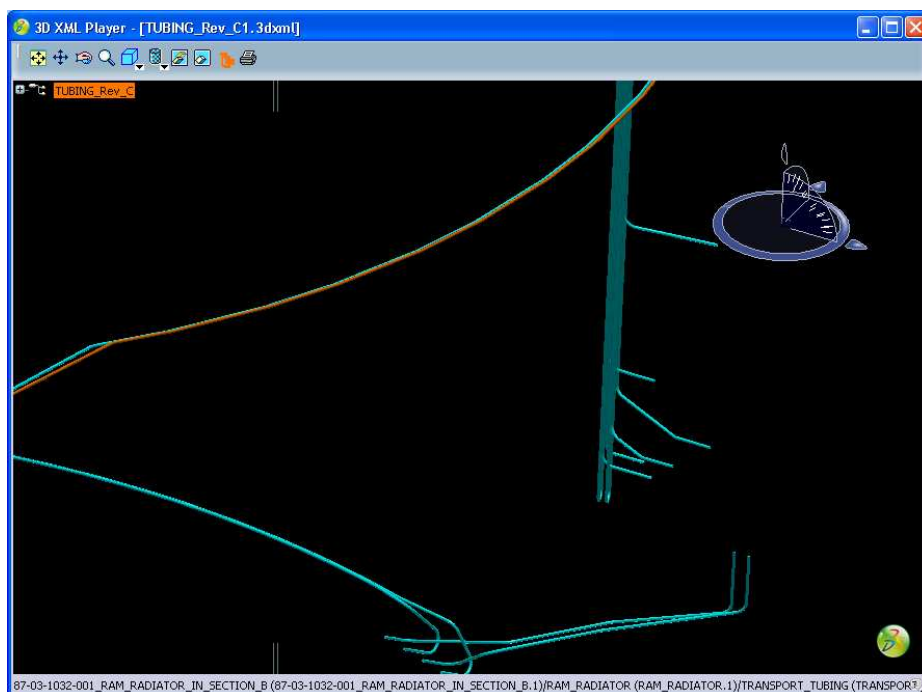 3D XML Player - [TUBING_Rev_C1.3dxml]
TUBING_Rev_C
87-03-1032-001_RAM_RADIATOR_IN_SECTION_B (87-03-1032-001_RAM_RADIATOR_IN_SECTION_B.1)/RAM_RADIATOR (RAM_RADIATOR.1)/TRANSPORT_TUBING (TRANSPORT